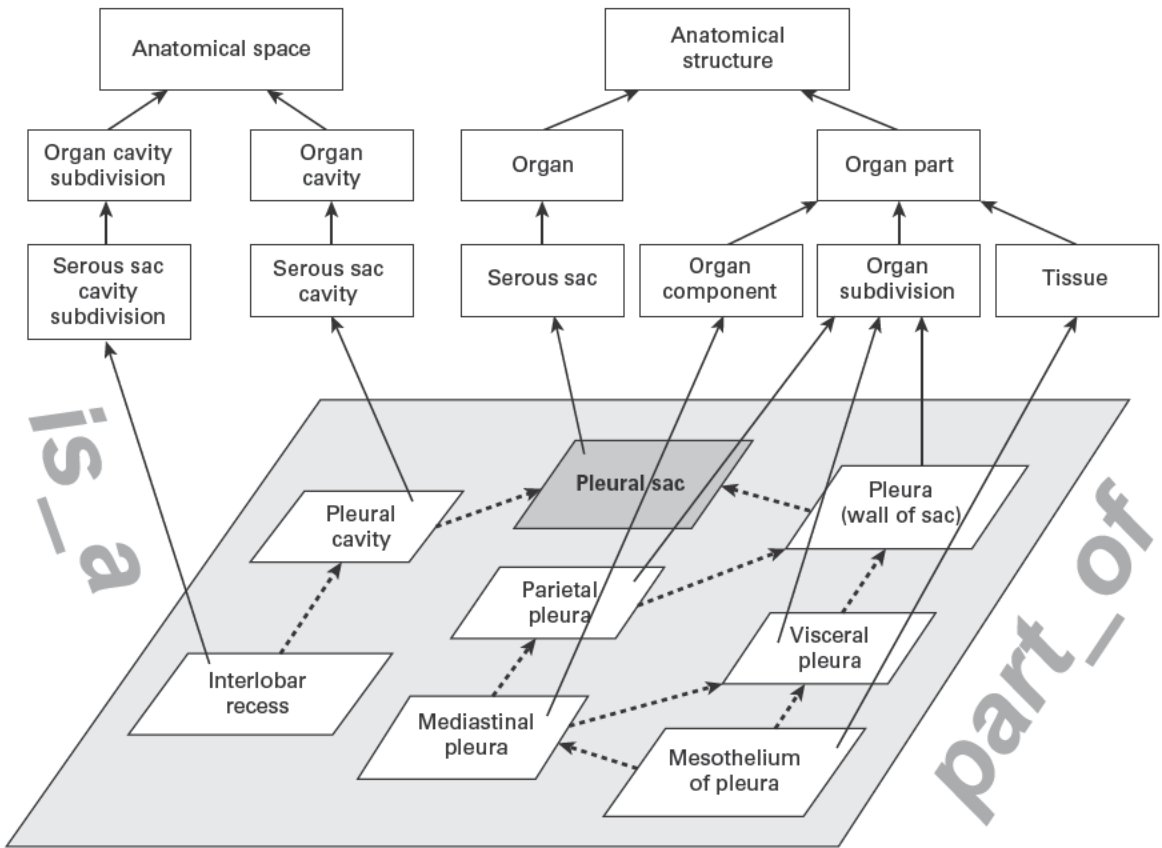 Anatomical space
Anatomical
structure
Organ cavity
subdivision
Organ
cavity
Organ
Organ part
Serous sac
cavity
subdivision
Serous sac
cavity
Serous sac
Organ
component
Organ
subdivision
Tissue
is_a
part_of
Pleural sac
Pleura
(wall of sac)
Pleural
cavity
Parietal
pleura
Visceral
pleura
Interlobar
recess
Mediastinal
pleura
Mesothelium
of pleura